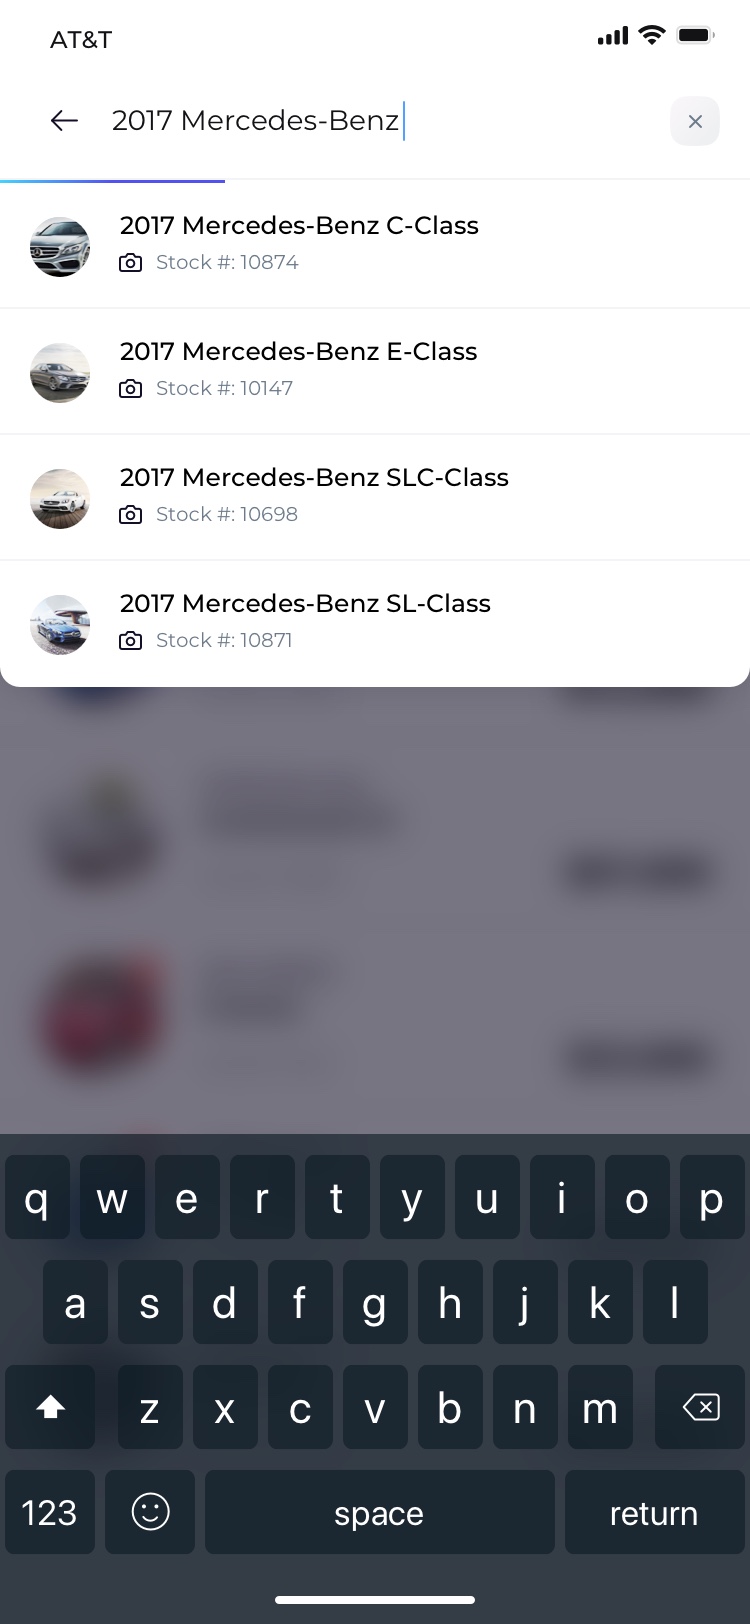 AT&T
2017 Mercedes-Benz
2017 Mercedes-Benz C-Class
Stock #: 10874
2017 Mercedes-Benz E-Class
Stock #: 10147
2017 Mercedes-Benz SLC-Class
Stock #: 10698
2017 Mercedes-Benz SL-Class
Stock #: 10871
q w e r t y u i o p
a s d f g h j k l
z x c v b n m
123 space return